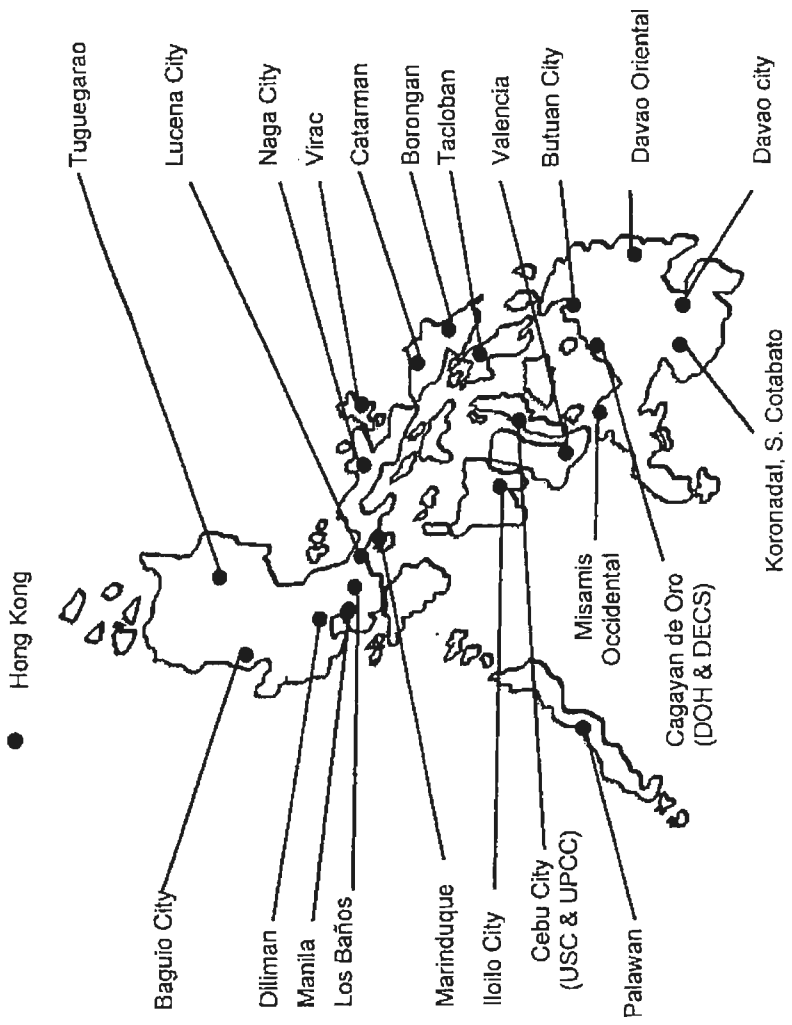 Hong Kong
Tuguegarao
Lucena City
Naga City
Virac
Catarman
Borongan
Tacloban
Valencia
Butuan City
Davao Oriental
Davao city
Baguio City
Diliman
Manila
Los Baños
Marinduque
Iloilo City
Cebu City
(USC & UPCC)
Palawan
Misamis
Occidental
Cagayan de Oro
(DOH & DECS)
Koronadal, S. Cotabato